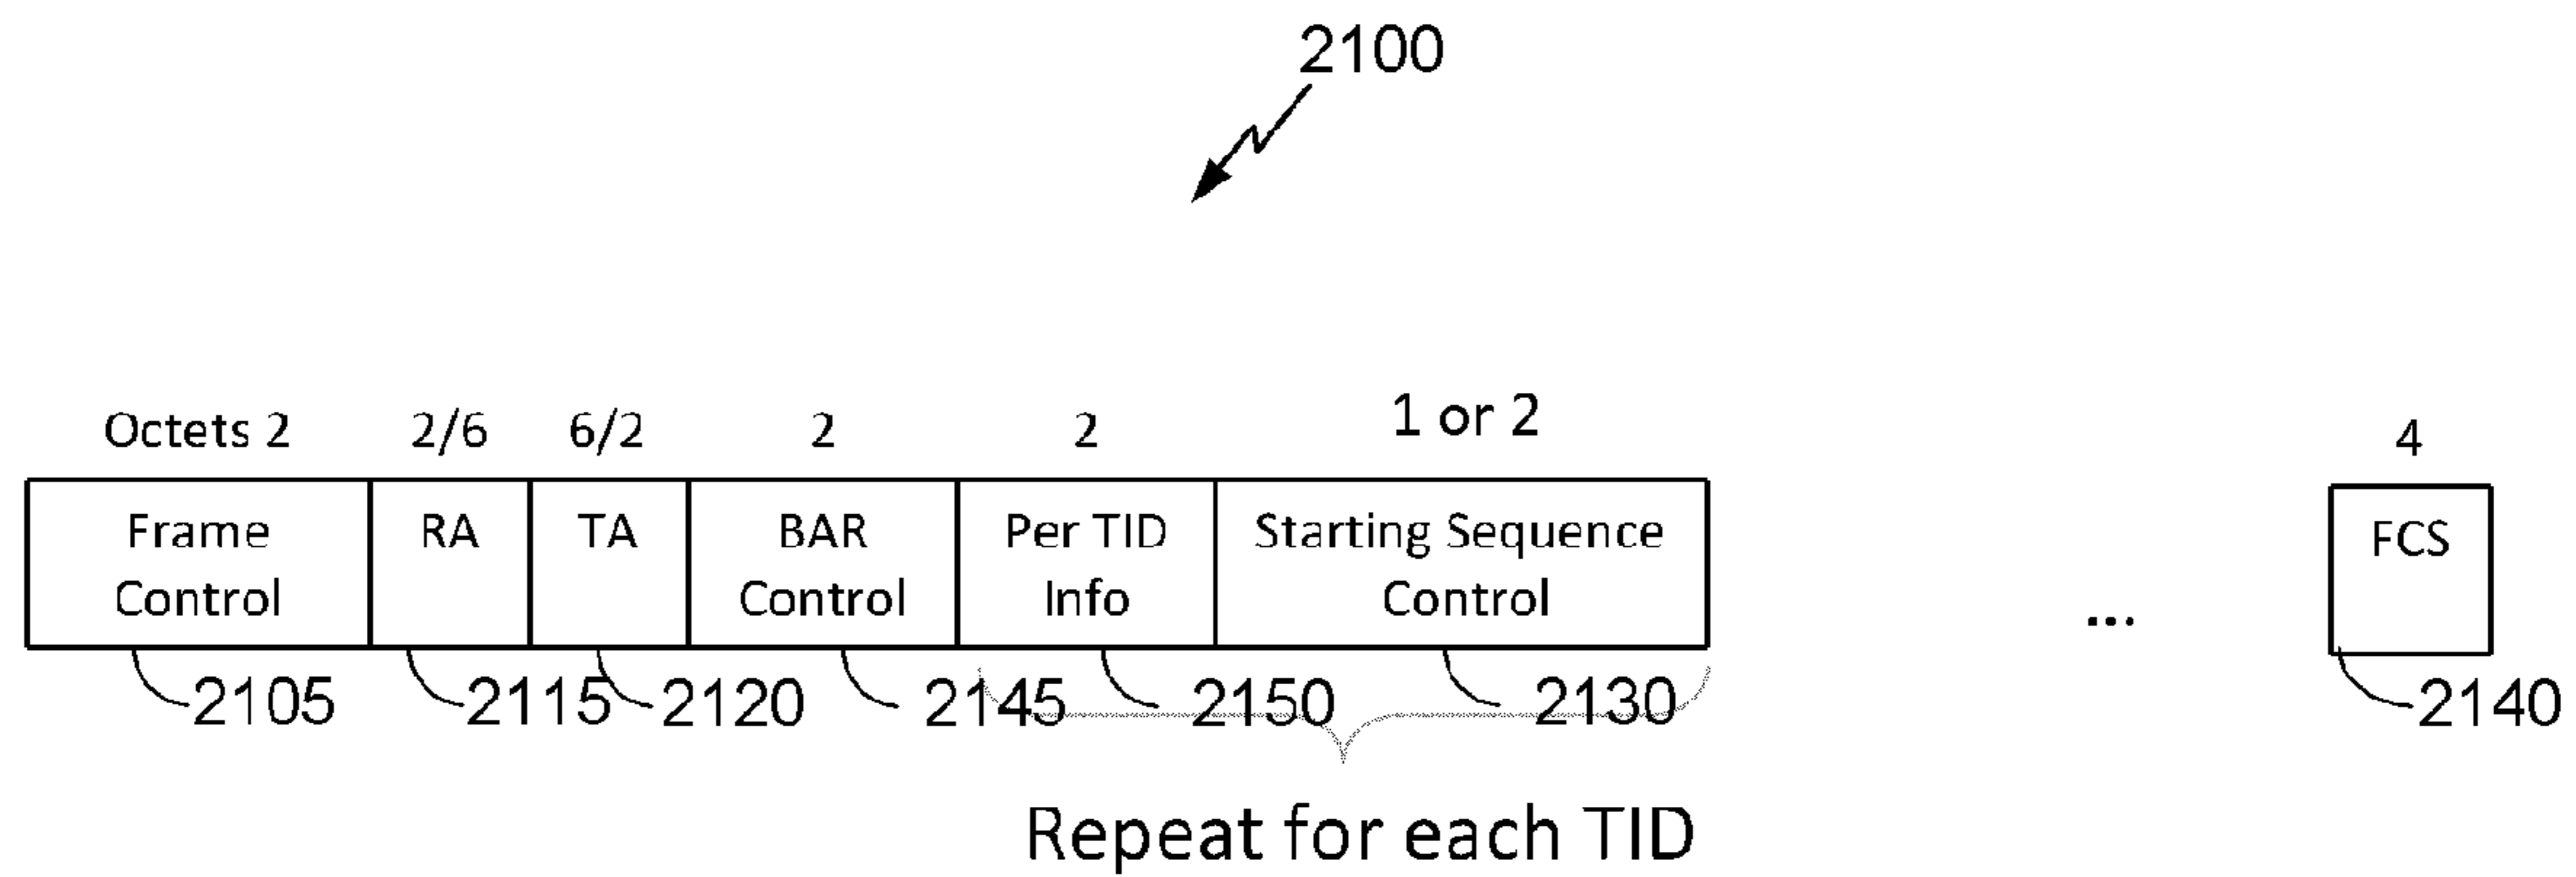 2100
Octets 2 2/6 6/2 2 2 1 or 2 4
Frame Control RA TA BAR Control Per TID Info Starting Sequence Control ... FCS
2105 2115 2120 2145 2150 2130 2140
Repeat for each TID